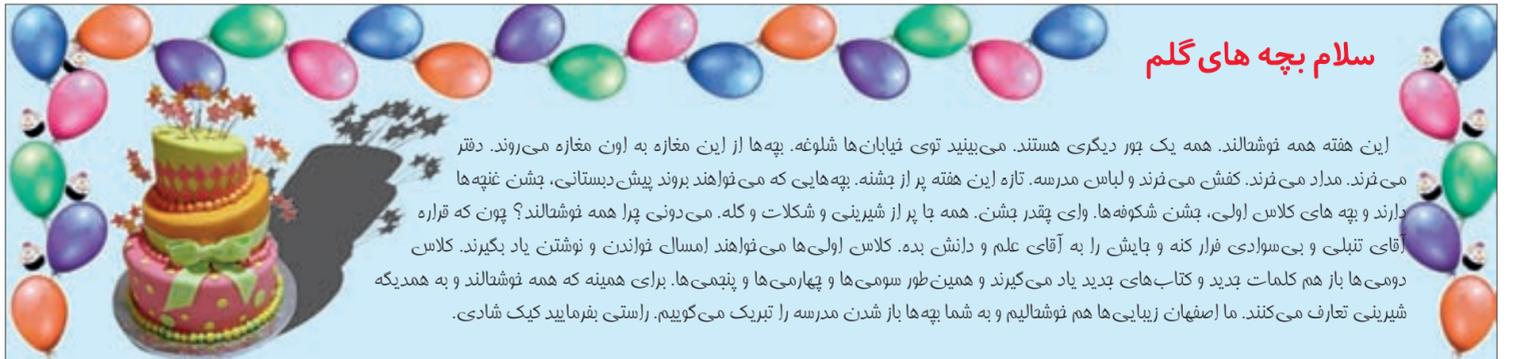 سلام بچه های گلم
این هفته همه خوشحالند. همه یک جور دیگری هستند. می‌بینید توی خیابان‌ها شلوغه. بچه‌ها از این مغازه به اون مغازه می‌روند. دفتر
می‌خرند. مداد می‌خرند. کفش می‌خرند و لباس مدرسه. تازه این هفته پر از جشنه. بچه‌هایی که می‌خواهند بروند پیش‌دبستانی، جشن غنچه‌ها
دارند و بچه های کلاس اولی، جشن شکوفه‌ها. وای چقدر جشن. همه جا پر از شیرینی و شکلات و گله. می‌دونی چرا همه خوشحالند؟ چون که قراره
آقای تنبلی و بی‌سوادی فرار کنه و جایش را به آقای علم و دانش بده. کلاس اولی‌ها می‌خواهند امسال خواندن و نوشتن یاد بگیرند. کلاس
دومی‌ها باز هم کلمات جدید و کتاب‌های جدید یاد می‌گیرند و همین‌طور سومی‌ها و چهارمی‌ها و پنجمی‌ها. برای همینه که همه خوشحالند و به همدیگه
شیرینی تعارف می‌کنند. ما اصفهان زیبایی‌ها هم خوشحالیم و به شما بچه‌ها باز شدن مدرسه را تبریک می‌گوییم. راستی بفرمایید کیک شادی.